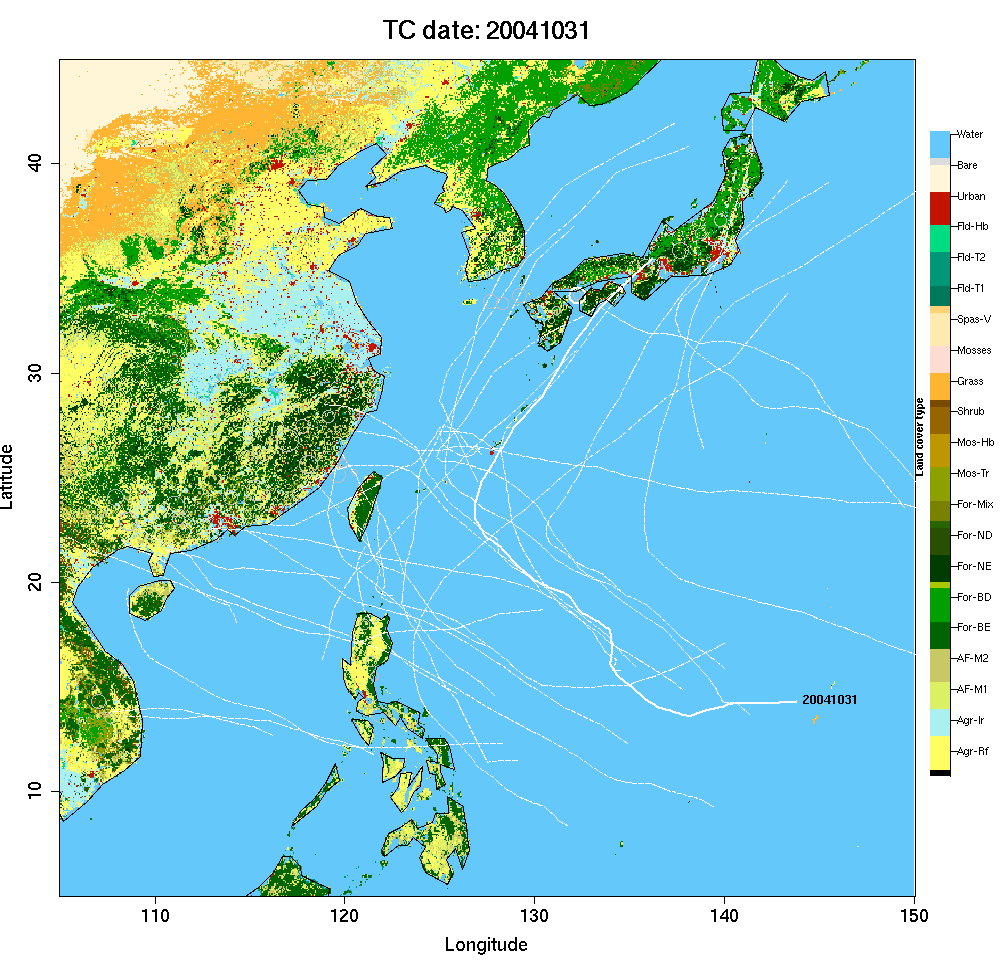 TC date: 20041031
Latitude
40
30
20
10
110
120
130
140
150
Longitude
20041031
Land cover type
Water
Bare
Urban
Fld-Hb
Fld-T2
Fld-T1
Spas-V
Mosses
Grass
Shrub
Mos-Hb
Mos-Tr
For-Mix
For-ND
For-NE
For-BD
For-BE
AF-M2
AF-M1
Agr-Ir
Agr-Rf